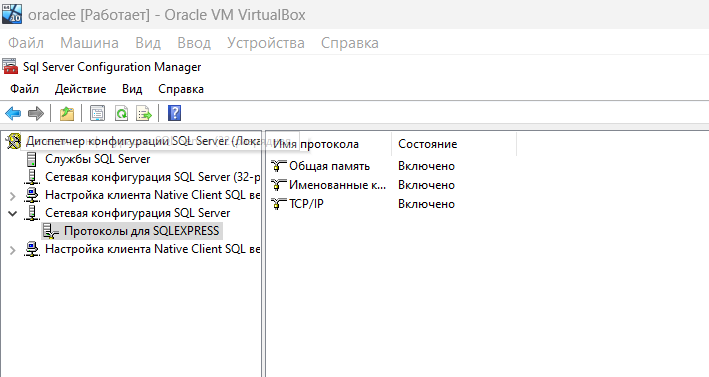 oraclee [Работает] - Oracle VM VirtualBox
Файл Машина Вид Ввод Устройства Справка
Sql Server Configuration Manager
Файл Действие Вид Справка
Диспетчер конфигурации SQL Server (Лока
Службы SQL Server
Сетевая конфигурация SQL Server (32-р
Настройка клиента Native Client SQL ве
Сетевая конфигурация SQL Server
Протоколы для SQLEXPRESS
Настройка клиента Native Client SQL ве
Имя протокола Состояние
Общая память Включено
Именованные к... Включено
TCP/IP Включено